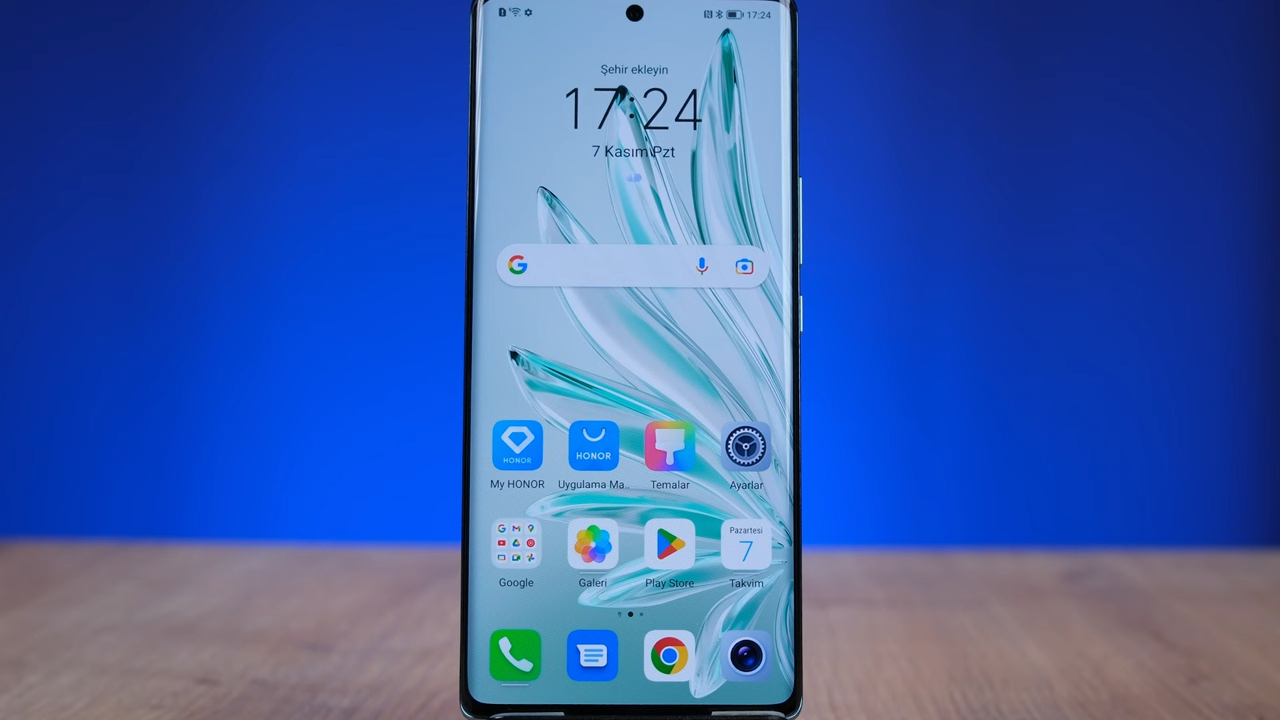 17:24
Şehir ekleyin
17:24
7 Kasım Pzt
HONOR
HONOR
My HONOR
Uygulama Ma..
Temalar
Ayarlar
Pazartesi
7
Google
Galeri
Play Store
Takvim